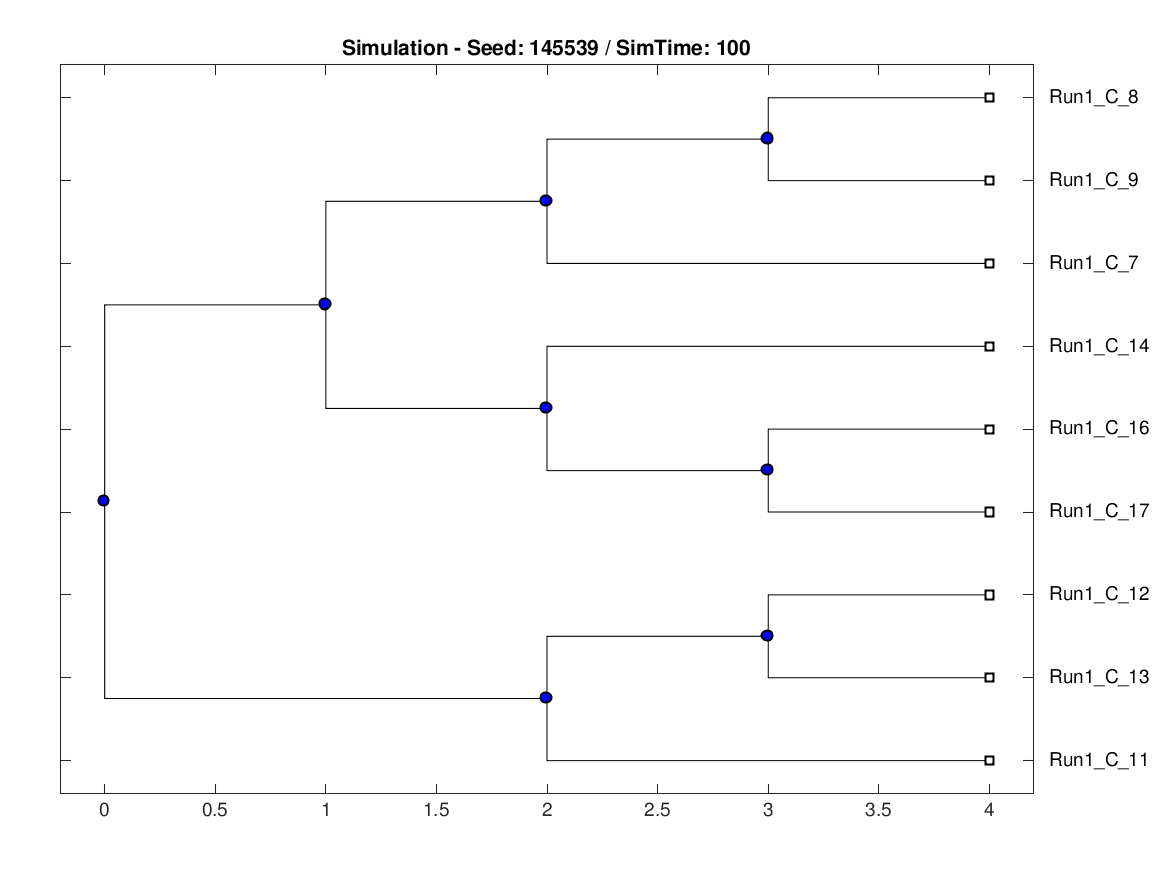 Simulation - Seed: 145539 / SimTime: 100
Run1_C_8
Run1_C_9
Run1_C_7
Run1_C_14
Run1_C_16
Run1_C_17
Run1_C_12
Run1_C_13
Run1_C_11
0 0.5 1 1.5 2 2.5 3 3.5 4